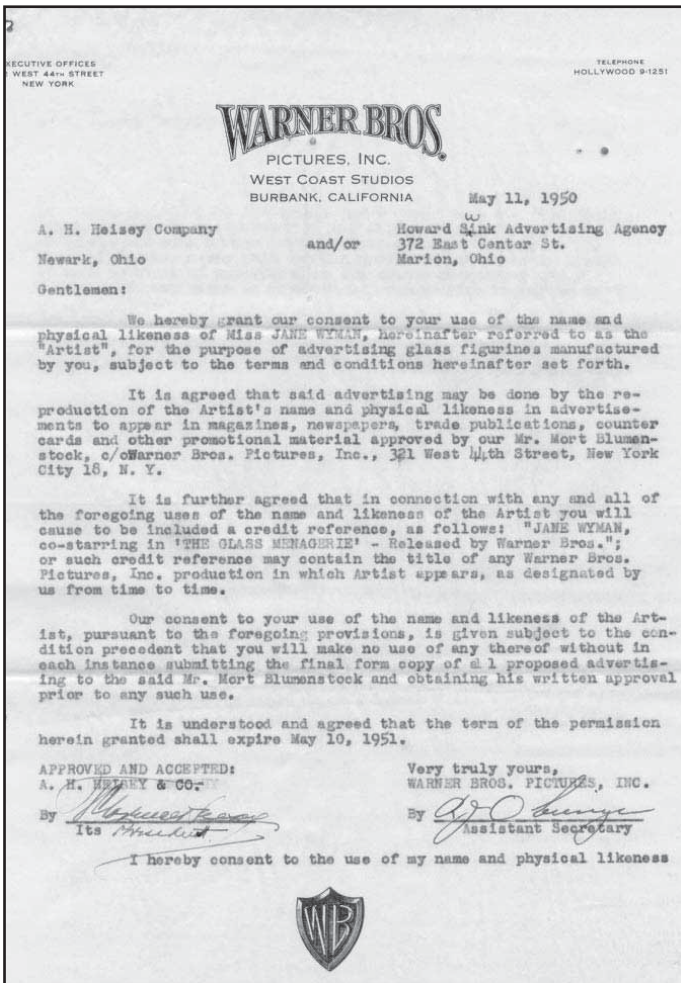 EXECUTIVE OFFICES
WEST 44TH STREET
NEW YORK
TELEPHONE
HOLLYWOOD 9-1251
WARNER BROS.
PICTURES, INC.
WEST COAST STUDIOS
BURBANK, CALIFORNIA
May 11, 1950
A. H. Heisey Company
and/or
Newark, Ohio
Howard Swink Advertising Agency
372 East Center St.
Marion, Ohio
Gentlemen:
We hereby grant our consent to your use of the name and
physical likeness of Miss JANE WYMAN, hereinafter referred to as the
"Artist", for the purpose of advertising glass figurines manufactured
by you, subject to the terms and conditions hereinafter set forth.
It is agreed that said advertising may be done by the re-
production of the Artist's name and physical likeness in advertise-
ments to appear in magazines, newspapers, trade publications, counter
cards and other promotional material approved by our Mr. Mort Blumen-
stock, c/oWarner Bros. Pictures, Inc., 321 West 44th Street, New York
City 18, N. Y.
It is further agreed that in connection with any and all of
the foregoing uses of the name and likeness of the Artist you will
cause to be included a credit reference, as follows: "JANE WYMAN,
co-starring in 'THE GLASS MENAGERIE' - Released by Warner Bros.";
or such credit reference may contain the title of any Warner Bros.
Pictures, Inc. production in which Artist appears, as designated by
us from time to time.
Our consent to your use of the name and likeness of the Art-
ist, pursuant to the foregoing provisions, is given subject to the con-
dition precedent that you will make no use of any thereof without in
each instance submitting the final form copy of all proposed advertis-
ing to the said Mr. Mort Blumenstock and obtaining his written approval
prior to any such use.
It is understood and agreed that the term of the permission
herein granted shall expire May 10, 1951.
APPROVED AND ACCEPTED:
A. H. HEISEY & CO.
By
Its President
Very truly yours,
WARNER BROS. PICTURES, INC.
By
Assistant Secretary
I hereby consent to the use of my name and physical likeness
WB